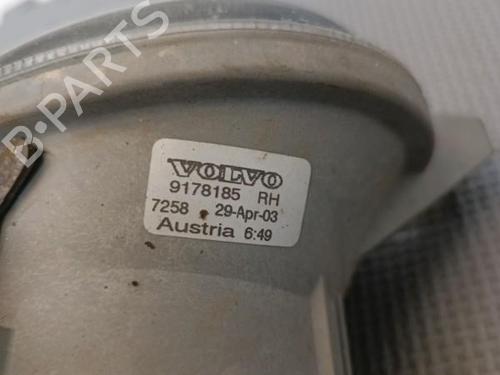 B-PARTS
VOLVO
9178185 RH
7258 29-Apr-03
Austria 6:49